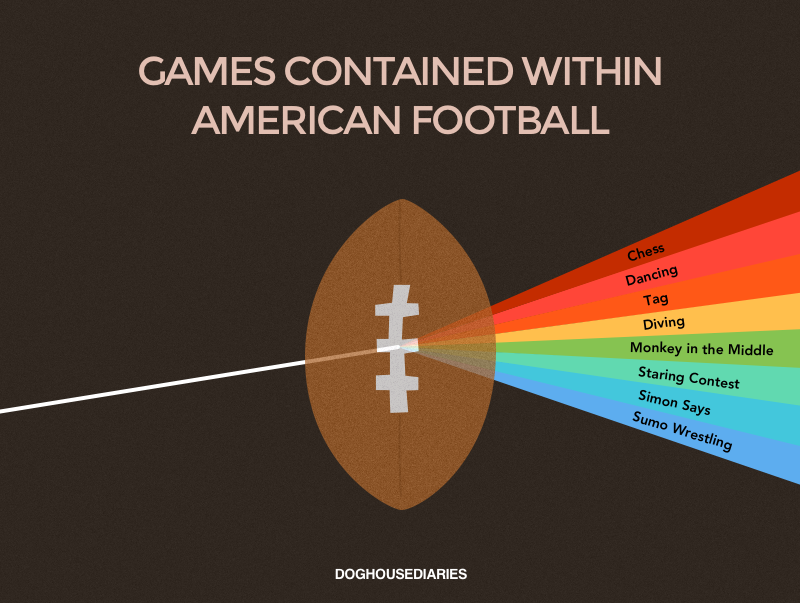 GAMES CONTAINED WITHIN
AMERICAN FOOTBALL
Chess
Dancing
Tag
Diving
Monkey in the Middle
Staring Contest
Simon Says
Sumo Wrestling
DOGHOUSEDIARIES